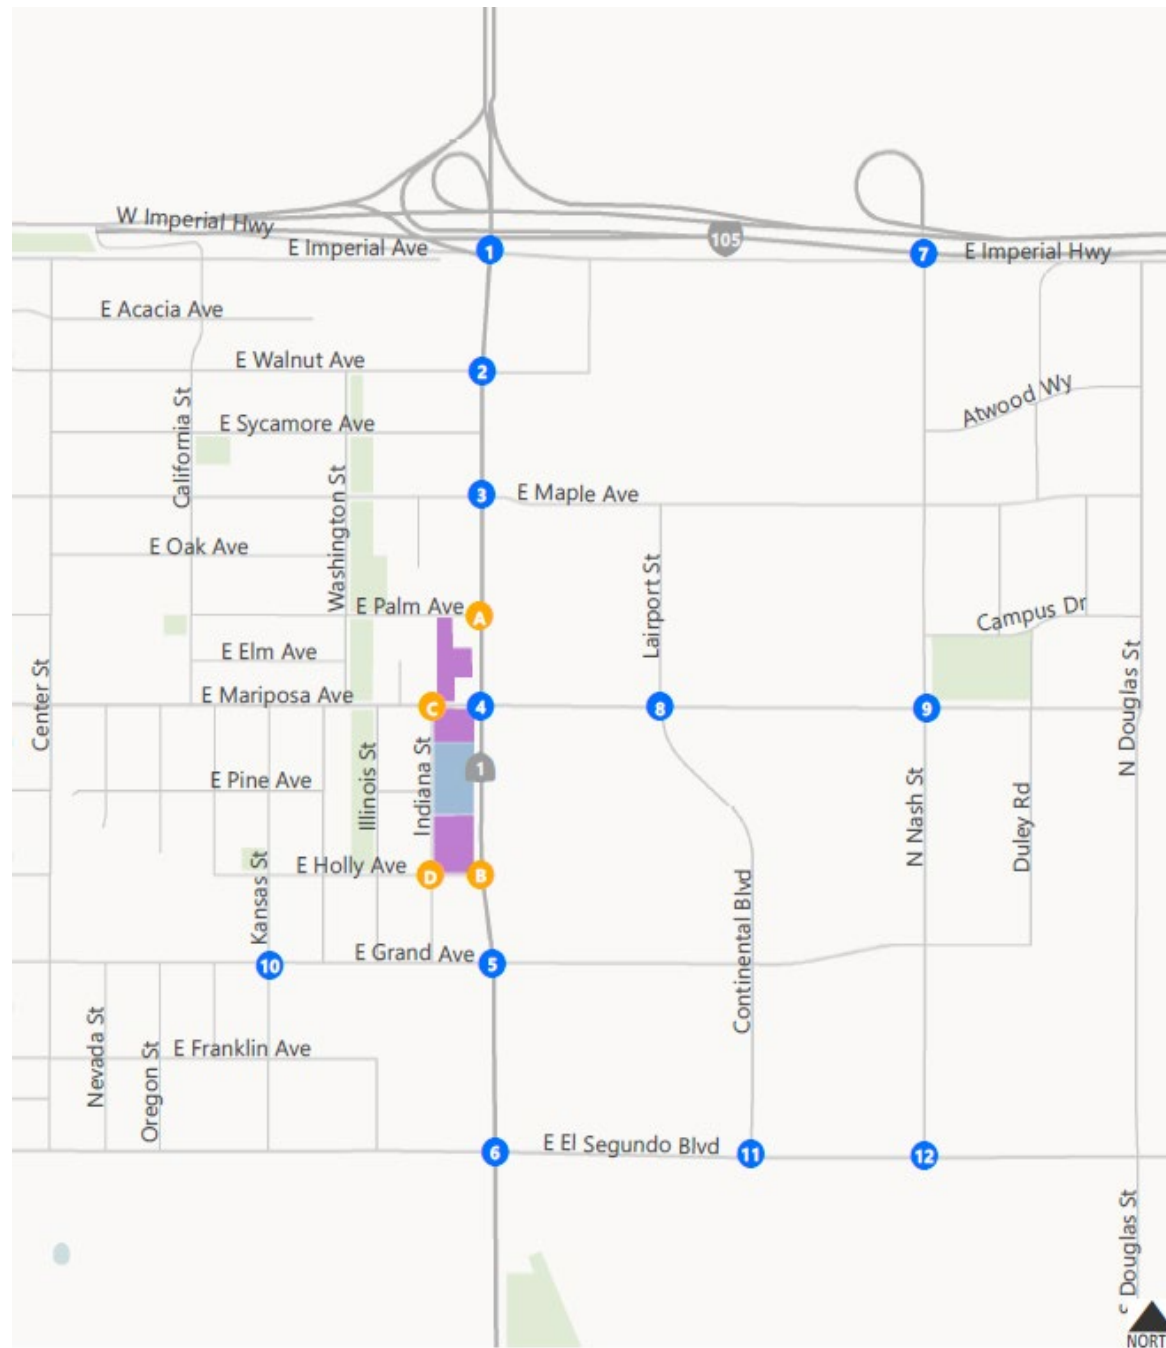 W Imperial Hwy
105
E Imperial Ave
1
7
E Imperial Hwy
E Acacia Ave
E Walnut Ave
2
Atwood Wy
California St
E Sycamore Ave
Washington St
3
E Maple Ave
E Oak Ave
Lairport St
E Palm Ave
A
Campus Dr
E Elm Ave
Center St
E Mariposa Ave
C
4
8
9
N Douglas St
Illinois St
Indiana St
1
E Pine Ave
N Nash St
Duley Rd
E Holly Ave
D
B
Kansas St
Continental Blvd
E Grand Ave
10
5
Nevada St
Oregon St
E Franklin Ave
6
E El Segundo Blvd
11
12
Douglas St
NORT